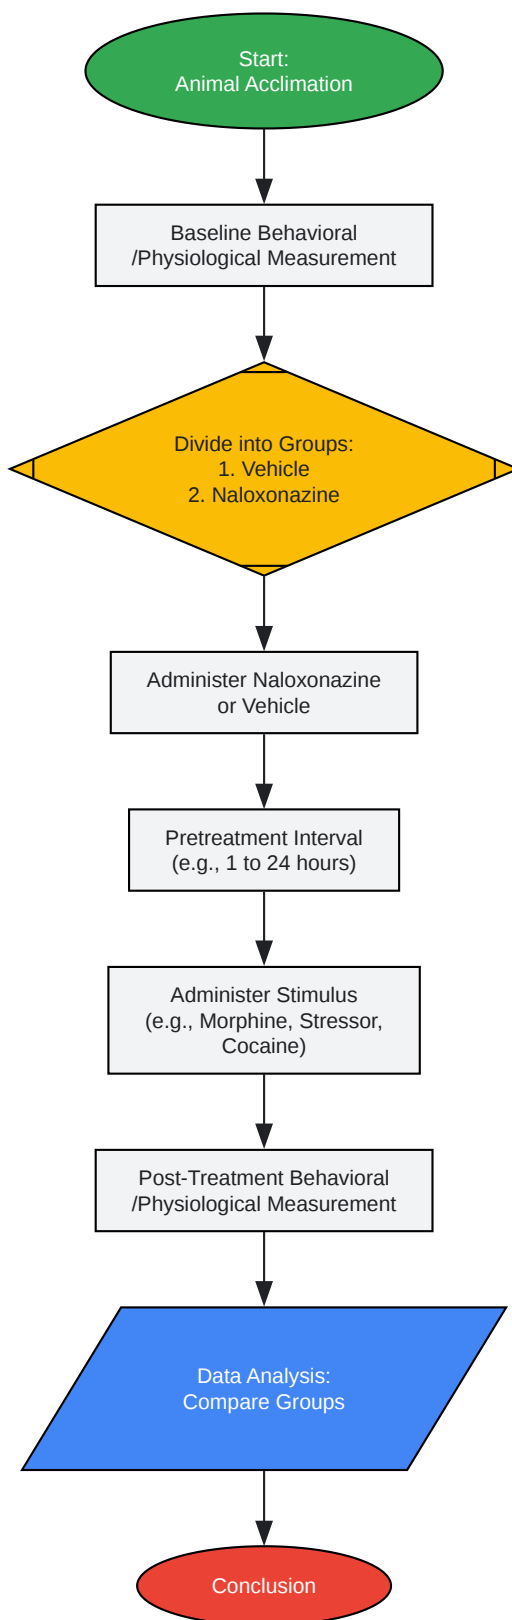 Start:
Animal Acclimation
Baseline Behavioral
/Physiological Measurement
Divide into Groups:
1. Vehicle
2. Naloxonazine
Administer Naloxonazine
or Vehicle
Pretreatment Interval
(e.g., 1 to 24 hours)
Administer Stimulus
(e.g., Morphine, Stressor,
Cocaine)
Post-Treatment Behavioral
/Physiological Measurement
Data Analysis:
Compare Groups
Conclusion